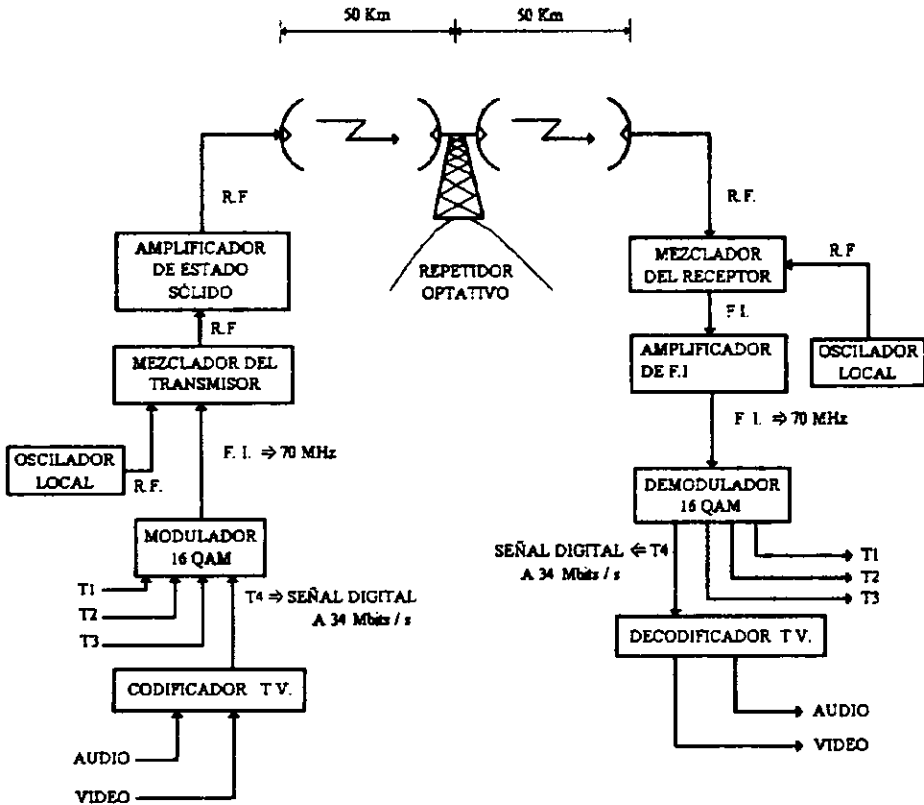 50 Km
50 Km
R.F
R.F.
AMPLIFICADOR
DE ESTADO
SÓLIDO
REPETIDOR
OPTATIVO
MEZCLADOR
DEL RECEPTOR
R.F
R.F
F.I.
MEZCLADOR DEL
TRANSMISOR
AMPLIFICADOR
DE F.I
OSCILADOR
LOCAL
F. I. ⇒ 70 MHz
F I. ⇒ 70 MHz
OSCILADOR
LOCAL
R.F.
DEMODULADOR
16 QAM
MODULADOR
16 QAM
SEÑAL DIGITAL ⇐ T4
A 34 Mbits / s
T1
T2
T3
T1
T2
T3
T4 ⇒ SEÑAL DIGITAL
A 34 Mbits / s
DECODIFICADOR T V.
CODIFICADOR T V.
AUDIO
VIDEO
AUDIO
VIDEO